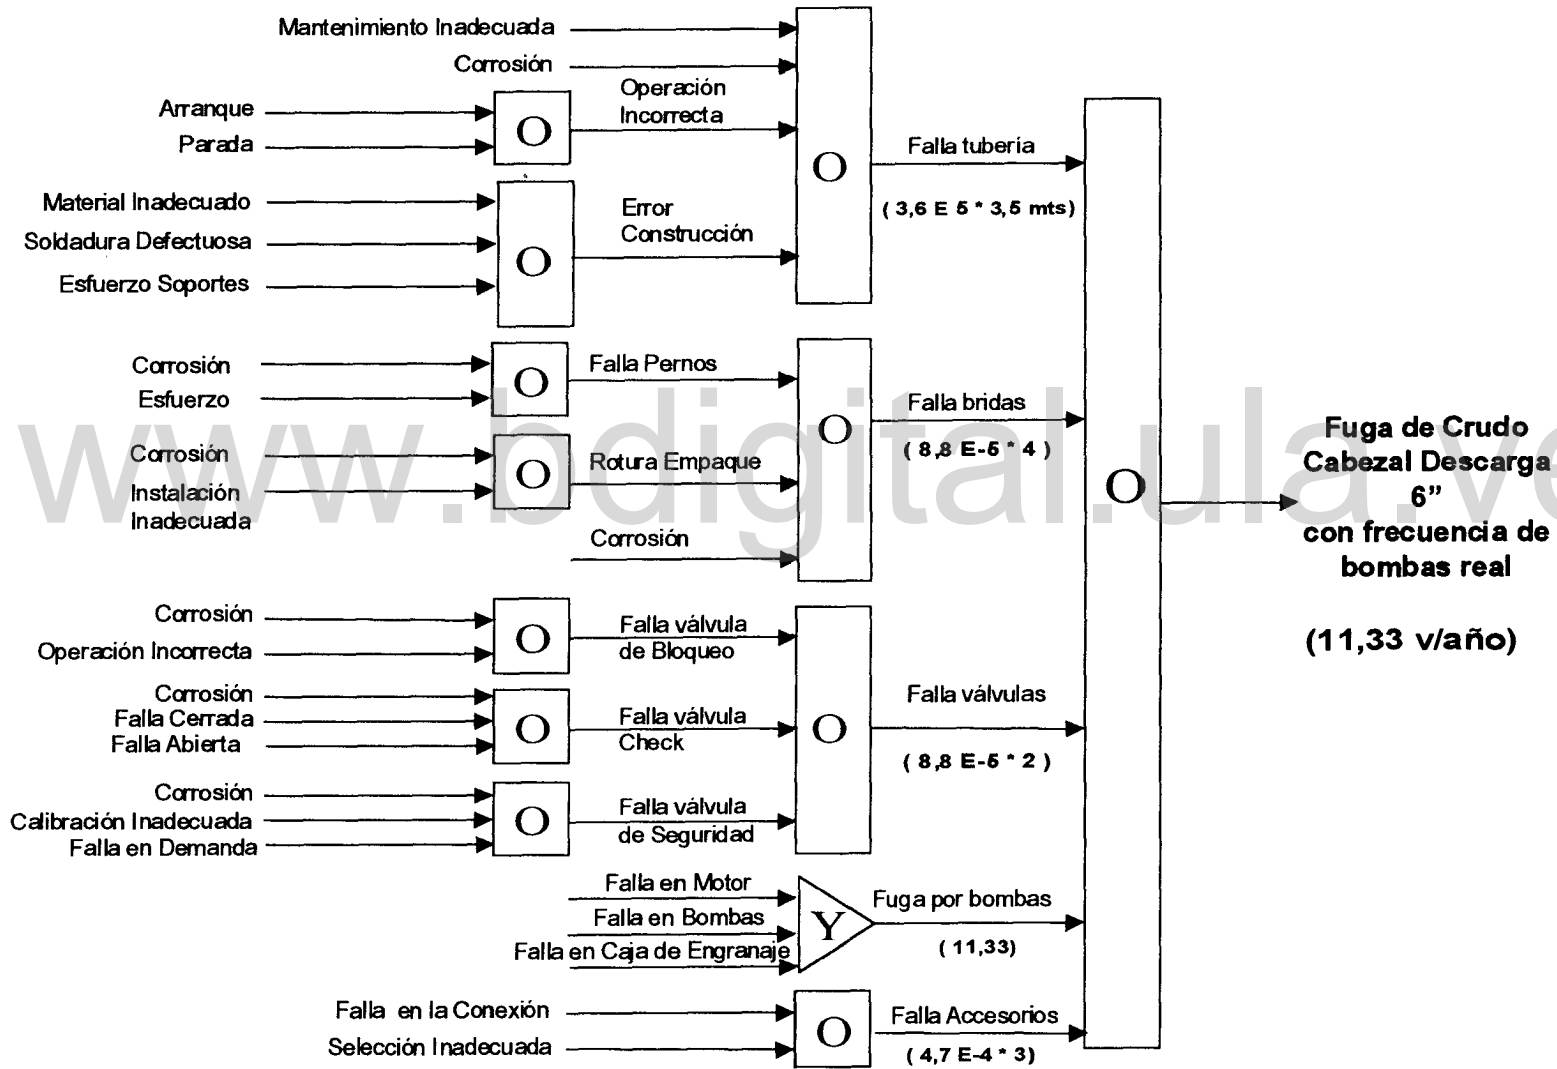 Mantenimiento Inadecuada
Corrosión
Arranque
Parada
O
Operación
Incorrecta
Material Inadecuado
Soldadura Defectuosa
Esfuerzo Soportes
O
Error
Construcción
O
Falla tubería
( 3,6 E 5 * 3,5 mts)
Corrosión
Esfuerzo
O
Falla Pernos
Corrosión
Instalación
Inadecuada
O
Rotura Empaque
Corrosión
O
Falla bridas
( 8,8 E-5 * 4 )
Corrosión
Operación Incorrecta
O
Falla válvula
de Bloqueo
Corrosión
Falla Cerrada
Falla Abierta
O
Falla válvula
Check
Corrosión
Calibración Inadecuada
Falla en Demanda
O
Falla válvula
de Seguridad
O
Falla válvulas
( 8,8 E-5 * 2 )
Falla en Motor
Falla en Bombas
Falla en Caja de Engranaje
Y
Fuga por bombas
( 11,33)
Falla en la Conexión
Selección Inadecuada
O
Falla Accesorios
( 4,7 E-4 * 3)
O
Fuga de Crudo
Cabezal Descarga
6”
con frecuencia de
bombas real
(11,33 v/año)
www.bdigital.ula.ve